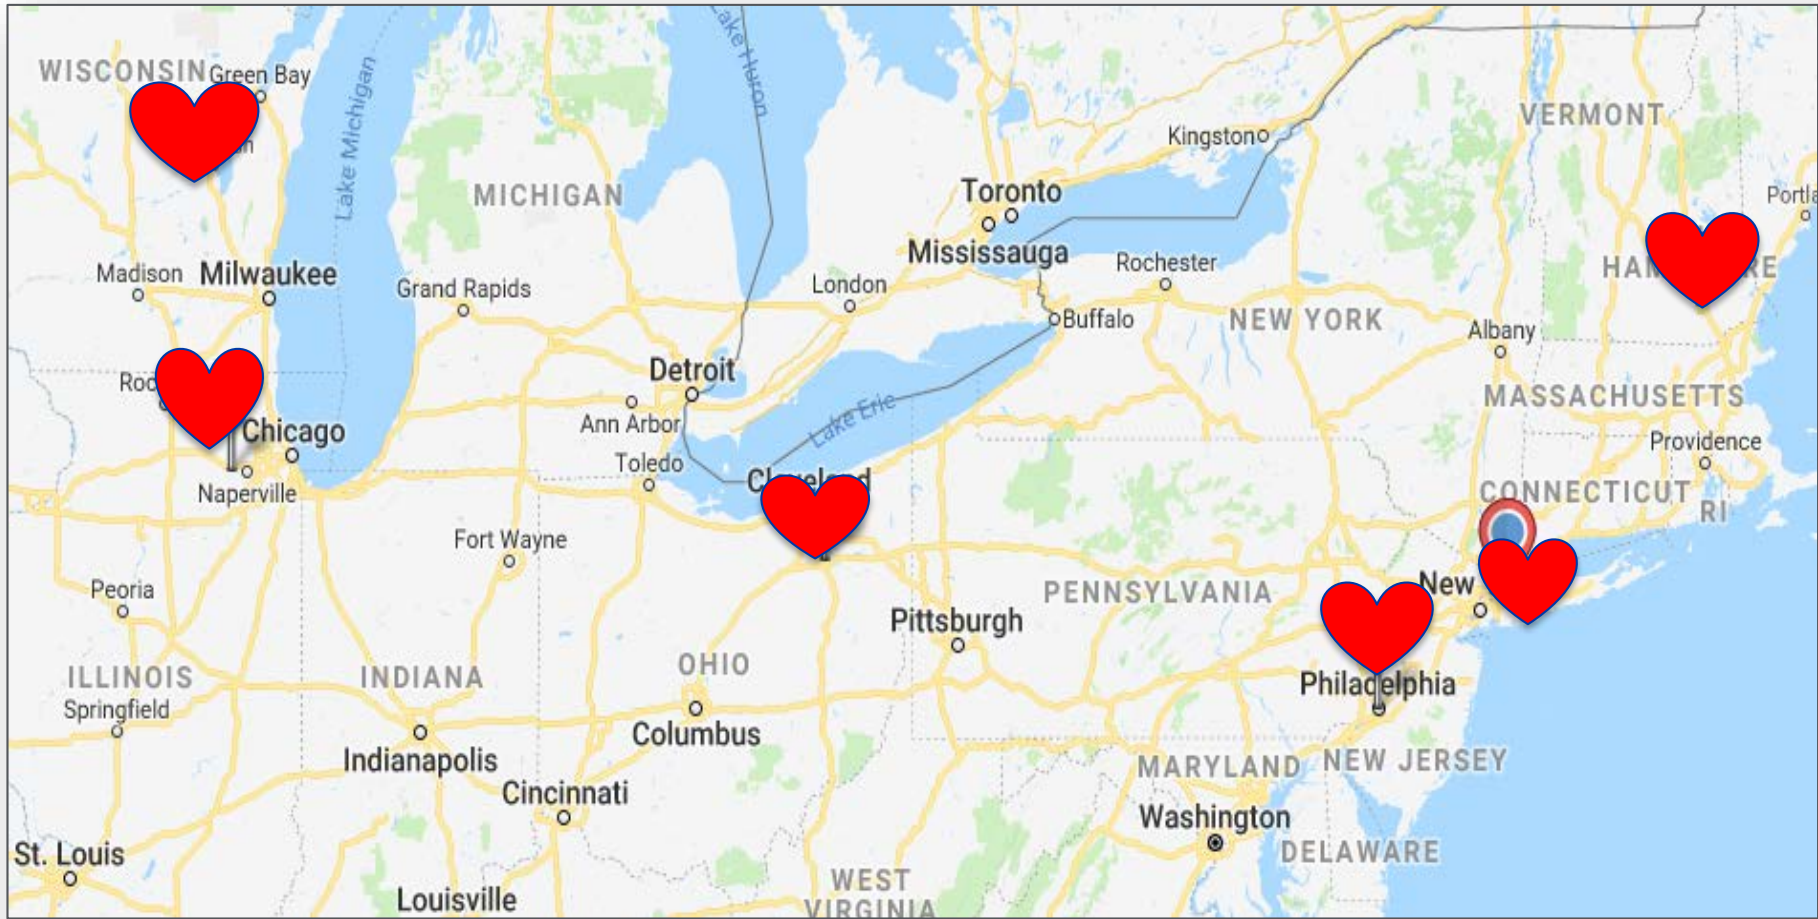 Lake Huron
WISCONSIN
Green Bay
Lake Michigan
VERMONT
Kingston
MICHIGAN
Toronto
Mississauga
Madison
Milwaukee
Grand Rapids
London
Rochester
Buffalo
NEW YORK
Albany
Detroit
Ann Arbor
Lake Erie
MASSACHUSETTS
Chicago
Naperville
Toledo
Cleveland
Providence
CONNECTICUT
RI
Fort Wayne
Peoria
PENNSYLVANIA
New
Pittsburgh
ILLINOIS
Springfield
INDIANA
OHIO
Philadelphia
Columbus
Indianapolis
MARYLAND
NEW JERSEY
Cincinnati
Washington
St. Louis
DELAWARE
Louisville
WEST
VIRGINIA